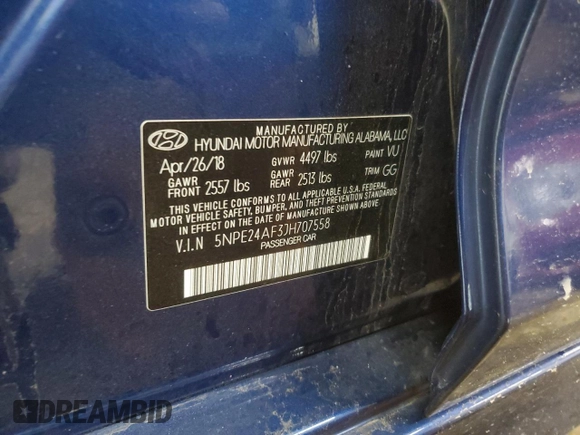 MANUFACTURED BY
HYUNDAI MOTOR MANUFACTURING ALABAMA, LLC
Apr/26/18 GVWR 4497 lbs PAINT VU
GAWR FRONT 2557 lbs GAWR REAR 2513 lbs TRIM GG
THIS VEHICLE CONFORMS TO ALL APPLICABLE U.S.A. FEDERAL
MOTOR VEHICLE SAFETY, BUMPER, AND THEFT PREVENTION
STANDARDS IN EFFECT ON THE DATE OF MANUFACTURE SHOWN ABOVE.
V.I.N 5NPE24AF3JH707558
PASSENGER CAR
DREAMBID